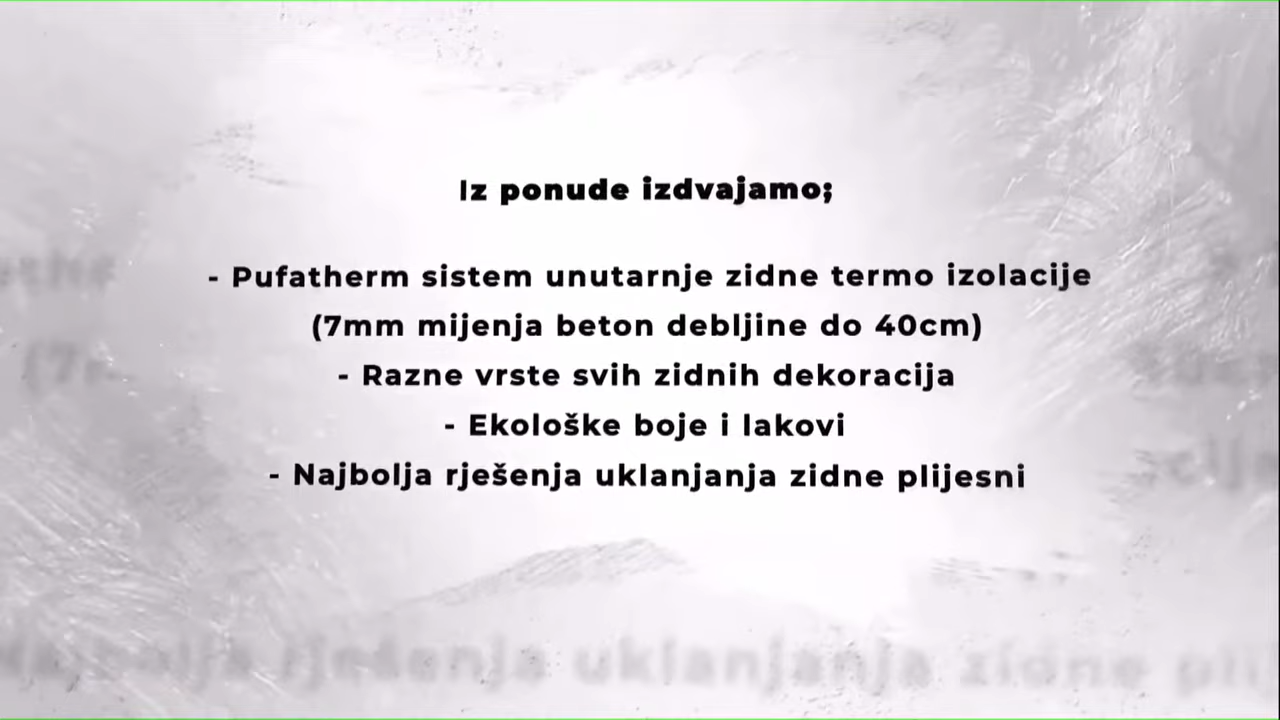 Iz ponude izdvajamo;
- Pufatherm sistem unutarnje zidne termo izolacije
(7mm mijenja beton debljine do 40cm)
- Razne vrste svih zidnih dekoracija
- Ekološke boje i lakovi
- Najbolja rješenja uklanjanja zidne plijesni